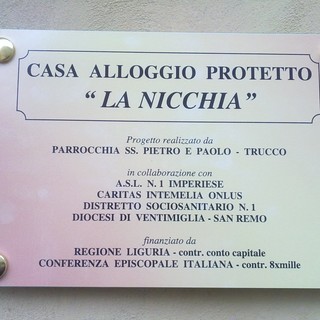 CASA ALLOGGIO PROTETTO
“ LA NICCHIA”
Progetto realizzato da
PARROCCHIA SS. PIETRO E PAOLO - TRUCCO
in collaborazione con
A.S.L. N. 1 IMPERIESE
CARITAS INTEMELIA ONLUS
DISTRETTO SOCIOSANITARIO N. 1
DIOCESI DI VENTIMIGLIA - SAN REMO
finanziato da
REGIONE LIGURIA - contr. conto capitale
CONFERENZA EPISCOPALE ITALIANA - contr. 8xmille